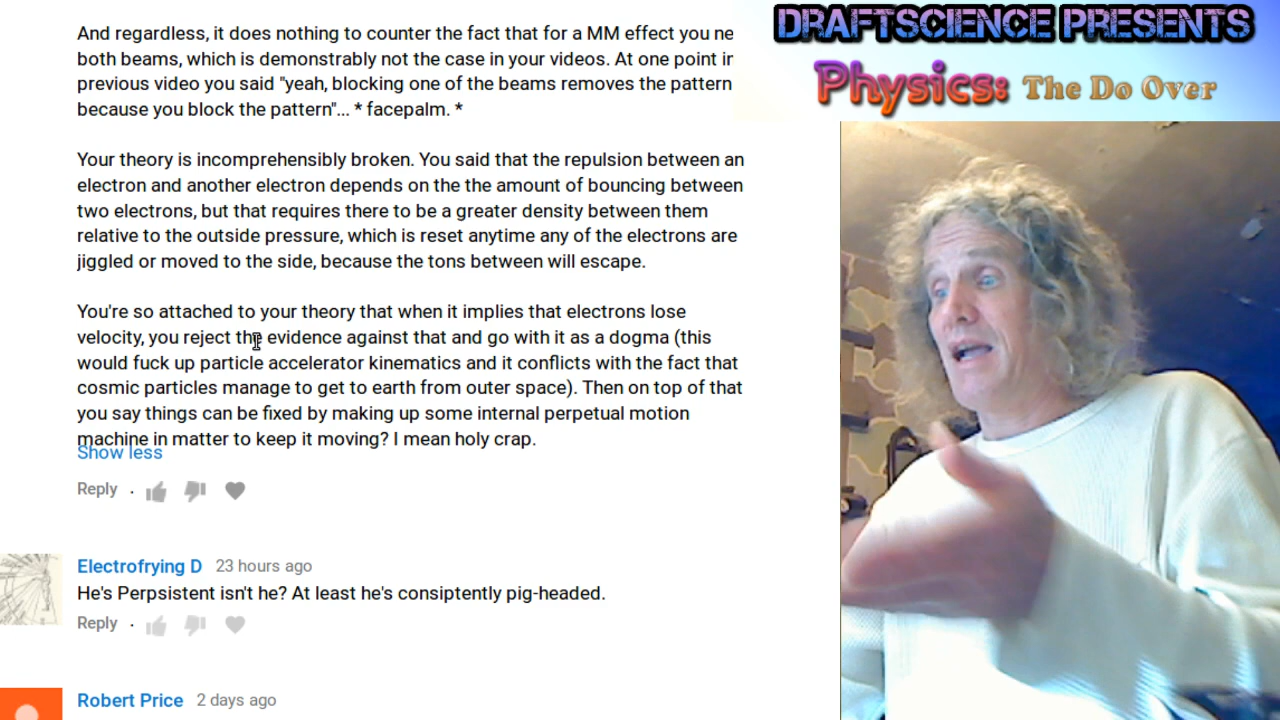 DRAFTSCIENCE PRESENTS
Physics: The Do Over
And regardless, it does nothing to counter the fact that for a MM effect you ne
both beams, which is demonstrably not the case in your videos. At one point ir
previous video you said "yeah, blocking one of the beams removes the pattern
because you block the pattern"... * facepalm. *
Your theory is incomprehensibly broken. You said that the repulsion between an
electron and another electron depends on the the amount of bouncing between
two electrons, but that requires there to be a greater density between them
relative to the outside pressure, which is reset anytime any of the electrons are
jiggled or moved to the side, because the tons between will escape.
You're so attached to your theory that when it implies that electrons lose
velocity, you reject the evidence against that and go with it as a dogma (this
would fuck up particle accelerator kinematics and it conflicts with the fact that
cosmic particles manage to get to earth from outer space). Then on top of that
you say things can be fixed by making up some internal perpetual motion
machine in matter to keep it moving? I mean holy crap.
Show less
Reply .
Electrofrying D 23 hours ago
He's Perpsistent isn't he? At least he's consiptently pig-headed.
Reply .
Robert Price 2 days ago